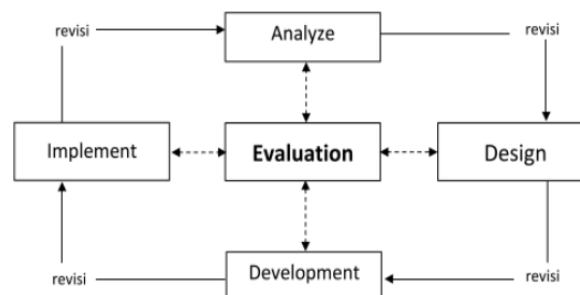 revisi
Analyze
revisi
Implement
Evaluation
Design
revisi
Development
revisi